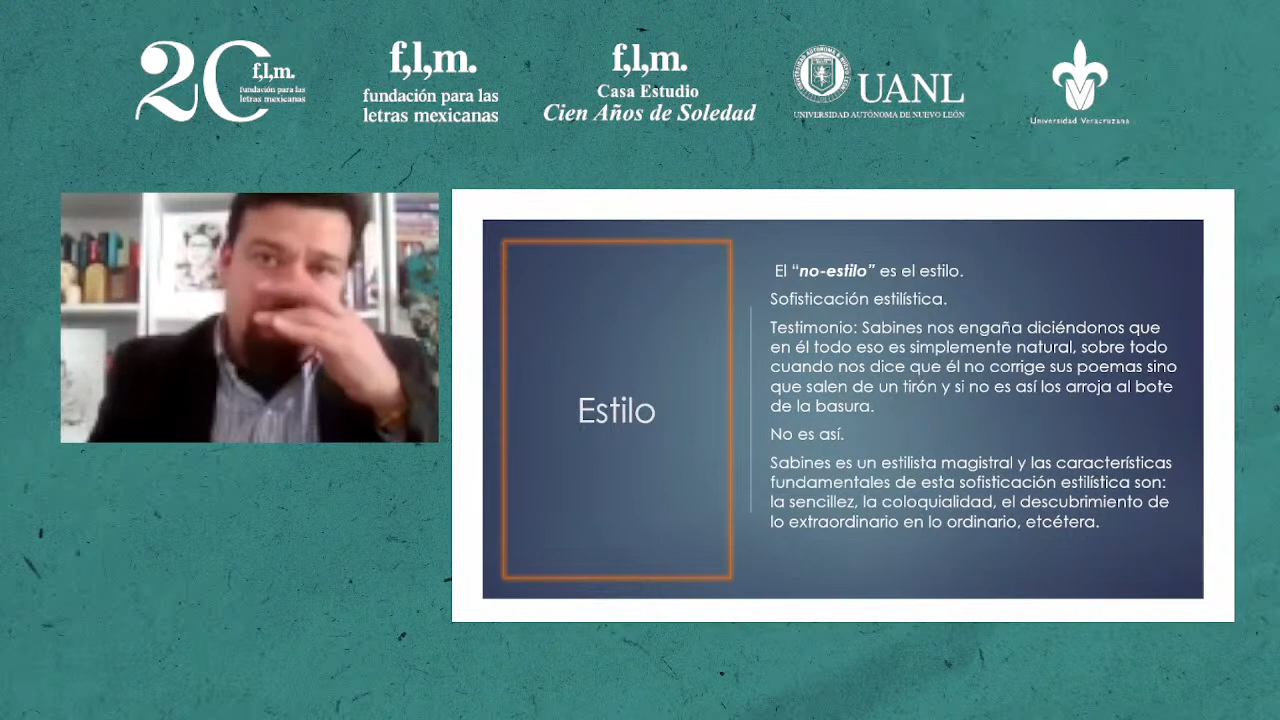 20
f,l,m.
fundación para las
letras mexicanas
f,l,m.
fundación para las
letras mexicanas
f,l,m.
Casa Estudio
Cien Años de Soledad
UANL
UNIVERSIDAD AUTÓNOMA DE NUEVO LEÓN
Universidad Veracruzana
Estilo
El “no-estilo” es el estilo.
Sofisticación estilística.
Testimonio: Sabines nos engaña diciéndonos que
en él todo eso es simplemente natural, sobre todo
cuando nos dice que él no corrige sus poemas sino
que salen de un tirón y si no es así los arroja al bote
de la basura.
No es así.
Sabines es un estilista magistral y las características
fundamentales de esta sofisticación estilística son:
la sencillez, la coloquialidad, el descubrimiento de
lo extraordinario en lo ordinario, etcétera.